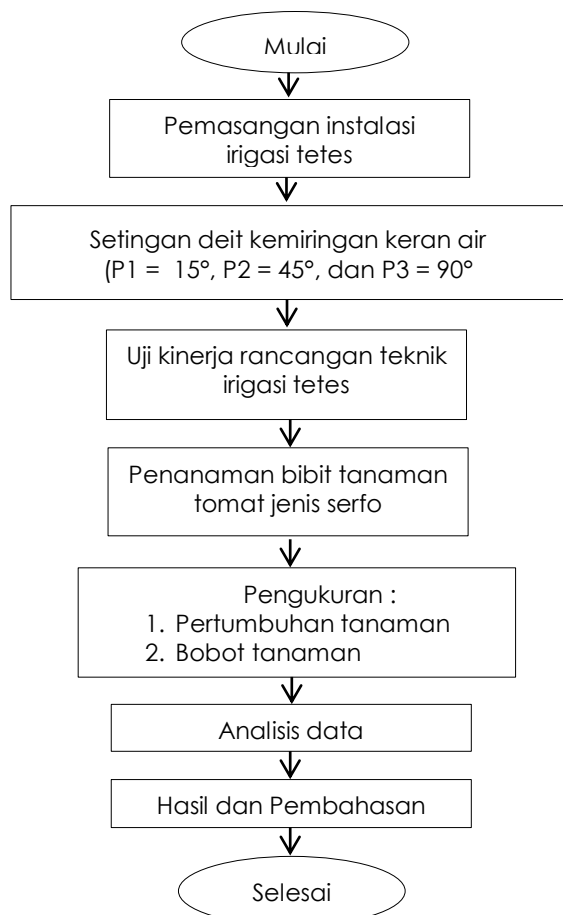 Mulai
Pemasangan instalasi
irigasi tetes
Setingan deit kemiringan keran air
(P1 = 15°, P2 = 45°, dan P3 = 90°
Uji kinerja rancangan teknik
irigasi tetes
Penanaman bibit tanaman
tomat jenis serfo
Pengukuran :
1. Pertumbuhan tanaman
2. Bobot tanaman
Analisis data
Hasil dan Pembahasan
Selesai